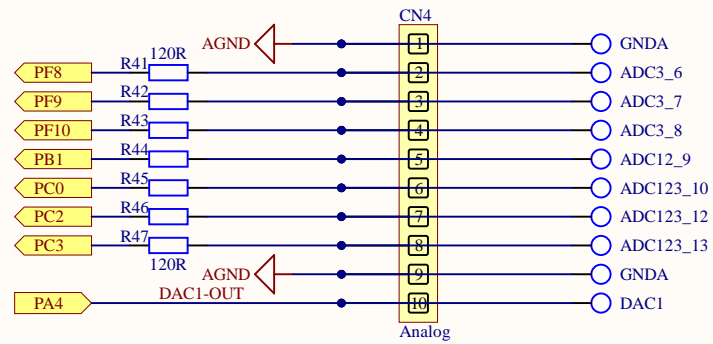 CN4
AGND 1 GNDA
120R
PF8 R41 2 ADC3_6
PF9 R42 3 ADC3_7
PF10 R43 4 ADC3_8
PB1 R44 5 ADC12_9
PC0 R45 6 ADC123_10
PC2 R46 7 ADC123_12
PC3 R47 8 ADC123_13
120R
AGND 9 GNDA
PA4 DAC1-OUT 10 DAC1
Analog